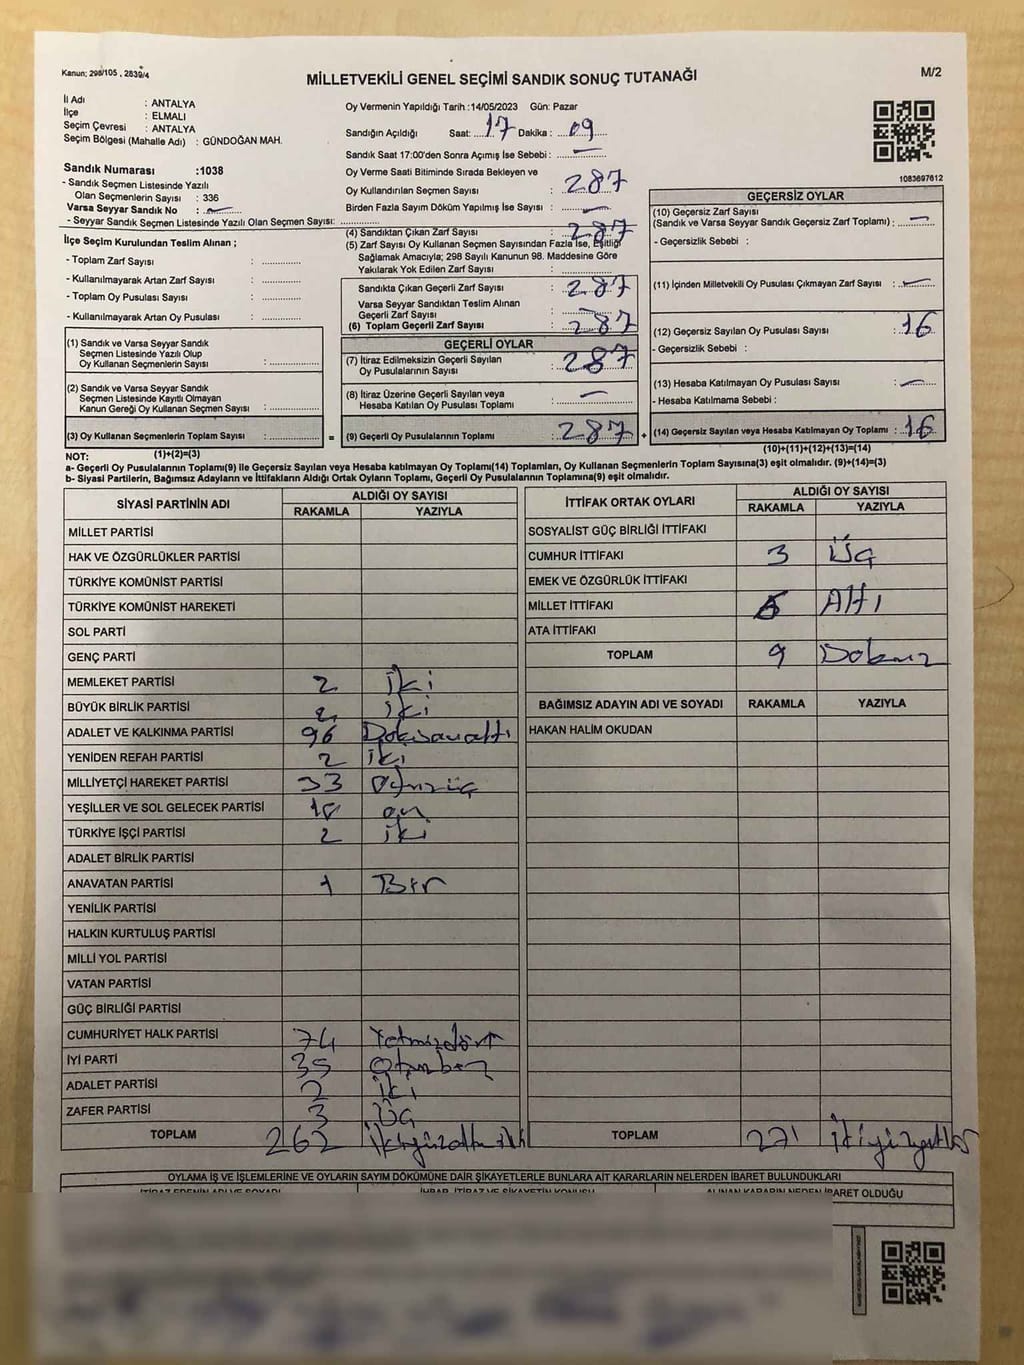 Kanun; 298/105 , 2839/4
MİLLETVEKİLİ GENEL SEÇİMİ SANDIK SONUÇ TUTANAĞI
M/2
İl Adı : ANTALYA
İlçe : ELMALI
Seçim Çevresi : ANTALYA
Seçim Bölgesi (Mahalle Adı) : GÜNDOĞAN MAH.
Oy Vermenin Yapıldığı Tarih :14/05/2023 Gün: Pazar
Sandığın Açıldığı Saat: 17 Dakika: 09
Sandık Saat 17:00'den Sonra Açımış İse Sebebi : —
Oy Verme Saati Bitiminde Sırada Bekleyen ve
Oy Kullandırılan Seçmen Sayısı : 287
Birden Fazla Sayım Döküm Yapılmış İse Sayısı : —
1083697612
Sandık Numarası :1038
- Sandık Seçmen Listesinde Yazılı
Olan Seçmenlerin Sayısı : 336
Varsa Seyyar Sandık No : —
- Seyyar Sandık Seçmen Listesinde Yazılı Olan Seçmen Sayısı:
İlçe Seçim Kurulundan Teslim Alınan ;
- Toplam Zarf Sayısı :
- Kullanılmayarak Artan Zarf Sayısı :
- Toplam Oy Pusulası Sayısı :
- Kullanılmayarak Artan Oy Pusulası :
(1) Sandık ve Varsa Seyyar Sandık
Seçmen Listesinde Yazılı Olup
Oy Kullanan Seçmenlerin Sayısı :
(2) Sandık ve Varsa Seyyar Sandık
Seçmen Listesinde Kayıtlı Olmayan
Kanun Gereği Oy Kullanan Seçmen Sayısı :
(3) Oy Kullanan Seçmenlerin Toplam Sayısı :
(4) Sandıktan Çıkan Zarf Sayısı : 287
(5) Zarf Sayısı Oy Kullanan Seçmen Sayısından Fazla İse, Eşitliği
Sağlamak Amacıyla; 298 Sayılı Kanunun 98. Maddesine Göre
Yakılarak Yok Edilen Zarf Sayısı :
Sandıkta Çıkan Geçerli Zarf Sayısı : 287
Varsa Seyyar Sandıktan Teslim Alınan
Geçerli Zarf Sayısı :
(6) Toplam Geçerli Zarf Sayısı : 287
GEÇERLİ OYLAR
(7) İtiraz Edilmeksizin Geçerli Sayılan
Oy Pusulalarının Sayısı : 287
(8) İtiraz Üzerine Geçerli Sayılan veya
Hesaba Katılan Oy Pusulası Toplamı : —
= (9) Geçerli Oy Pusulalarının Toplamı : 287 +
GEÇERSİZ OYLAR
(10) Geçersiz Zarf Sayısı
(Sandık ve Varsa Seyyar Sandık Geçersiz Zarf Toplamı) : —
- Geçersizlik Sebebi :
(11) İçinden Milletvekili Oy Pusulası Çıkmayan Zarf Sayısı : —
(12) Geçersiz Sayılan Oy Pusulası Sayısı : 16
- Geçersizlik Sebebi :
(13) Hesaba Katılmayan Oy Pusulası Sayısı : —
- Hesaba Katılmama Sebebi :
(14) Geçersiz Sayılan veya Hesaba Katılmayan Oy Toplamı : 16
NOT: (1)+(2)=(3) (10)+(11)+(12)+(13)=(14)
a- Geçerli Oy Pusulalarının Toplamı(9) ile Geçersiz Sayılan veya Hesaba katılmayan Oy Toplamı(14) Toplamları, Oy Kullanan Seçmenlerin Toplam Sayısına(3) eşit olmalıdır. (9)+(14)=(3)
b- Siyasi Partilerin, Bağımsız Adayların ve İttifakların Aldığı Ortak Oyların Toplamı, Geçerli Oy Pusulalarının Toplamına(9) eşit olmalıdır.
SİYASİ PARTİNİN ADI ALDIĞI OY SAYISI
RAKAMLA YAZIYLA
MİLLET PARTİSİ
HAK VE ÖZGÜRLÜKLER PARTİSİ
TÜRKİYE KOMÜNİST PARTİSİ
TÜRKİYE KOMÜNİST HAREKETİ
SOL PARTİ
GENÇ PARTİ
MEMLEKET PARTİSİ 2 iki
BÜYÜK BİRLİK PARTİSİ 2 iki
ADALET VE KALKINMA PARTİSİ 96 Doksanaltı
YENİDEN REFAH PARTİSİ 2 iki
MİLLİYETÇİ HAREKET PARTİSİ 33 Otuzüç
YEŞİLLER VE SOL GELECEK PARTİSİ 10 on
TÜRKİYE İŞÇİ PARTİSİ 2 iki
ADALET BİRLİK PARTİSİ
ANAVATAN PARTİSİ 1 Bir
YENİLİK PARTİSİ
HALKIN KURTULUŞ PARTİSİ
MİLLİ YOL PARTİSİ
VATAN PARTİSİ
GÜÇ BİRLİĞİ PARTİSİ
CUMHURİYET HALK PARTİSİ 74 Yetmişdört
İYİ PARTİ 35 Otuzbeş
ADALET PARTİSİ 2 iki
ZAFER PARTİSİ 3 Üç
TOPLAM 262 ikiyüzaltmışiki
İTTİFAK ORTAK OYLARI ALDIĞI OY SAYISI
RAKAMLA YAZIYLA
SOSYALİST GÜÇ BİRLİĞİ İTTİFAKI
CUMHUR İTTİFAKI 3 Üç
EMEK VE ÖZGÜRLÜK İTTİFAKI
MİLLET İTTİFAKI 6 Altı
ATA İTTİFAKI
TOPLAM 9 Dokuz
BAĞIMSIZ ADAYIN ADI VE SOYADI RAKAMLA YAZIYLA
HAKAN HALİM OKUDAN
TOPLAM 271
OYLAMA İŞ VE İŞLEMLERİNE VE OYLARIN SAYIM DÖKÜMÜNE DAİR ŞİKAYETLERLE BUNLARA AİT KARARLARIN NELERDEN İBARET BULUNDUKLARI
İTİRAZ EDENİN ADI VE SOYADI İHBAR, İTİRAZ VE ŞİKAYETİN KONUSU ALINAN KARARIN NEDEN İBARET OLDUĞU